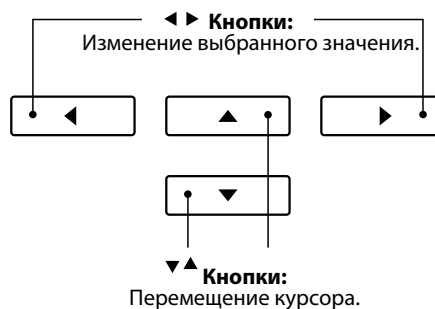 ◀ ▶ Кнопки:
Изменение выбранного значения.
▼▲ Кнопки:
Перемещение курсора.